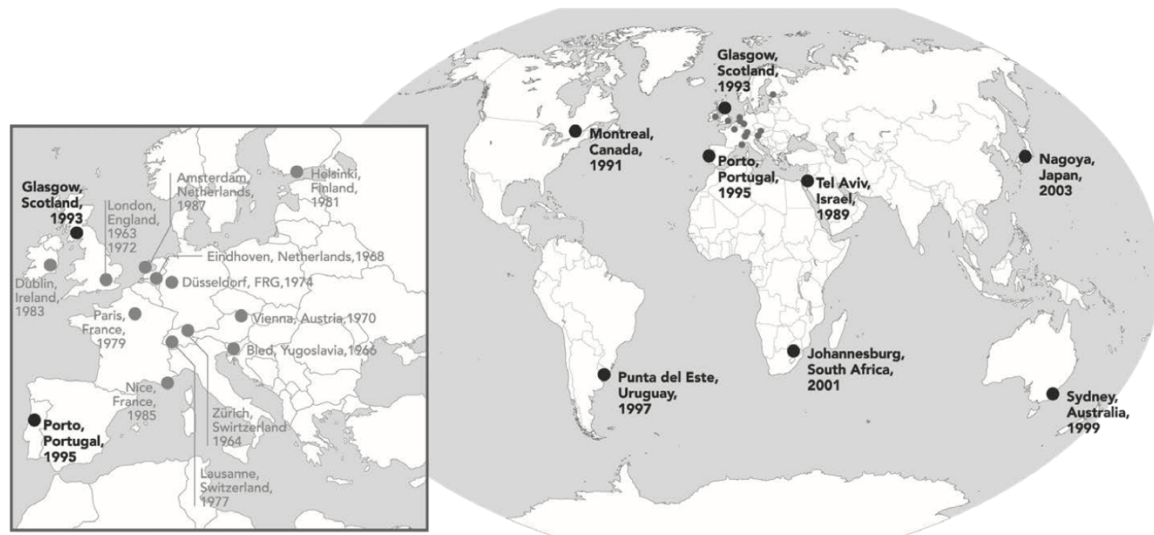 Glasgow,
Scotland,
1993
Amsterdam,
Netherlands,
1987
Helsinki,
Finland,
1981
London,
England,
1963
1972
Eindhoven, Netherlands,1968
Dublin,
Ireland,
1983
Düsseldorf, FRG,1974
Paris,
France,
1979
Vienna, Austria,1970
Bled, Yugoslavia,1966
Nice,
France,
1985
Zürich,
Swirtzerland
1964
Porto,
Portugal,
1995
Lausanne,
Switzerland,
1977
Glasgow,
Scotland,
1993
Montreal,
Canada,
1991
Porto,
Portugal,
1995
Tel Aviv,
Israel,
1989
Nagoya,
Japan,
2003
Punta del Este,
Uruguay,
1997
Johannesburg,
South Africa,
2001
Sydney,
Australia,
1999